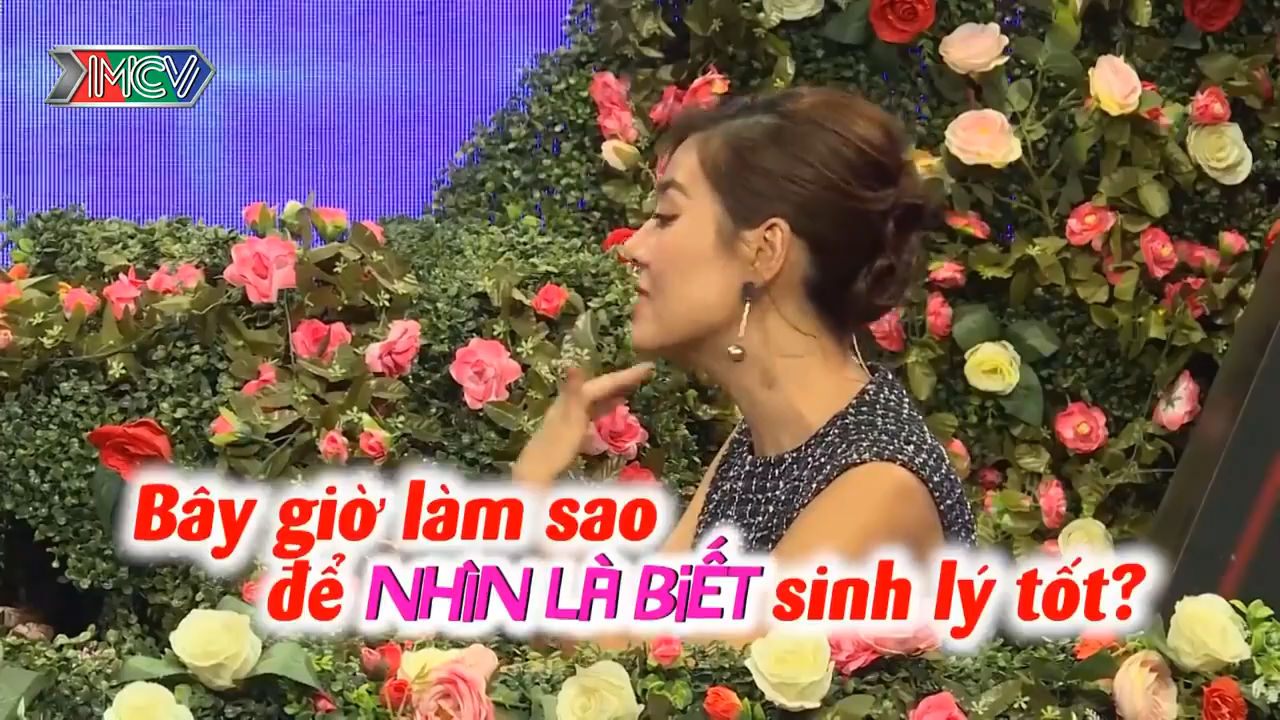 MCV
Bây giờ làm sao
để NHÌN LÀ BIẾT sinh lý tốt?